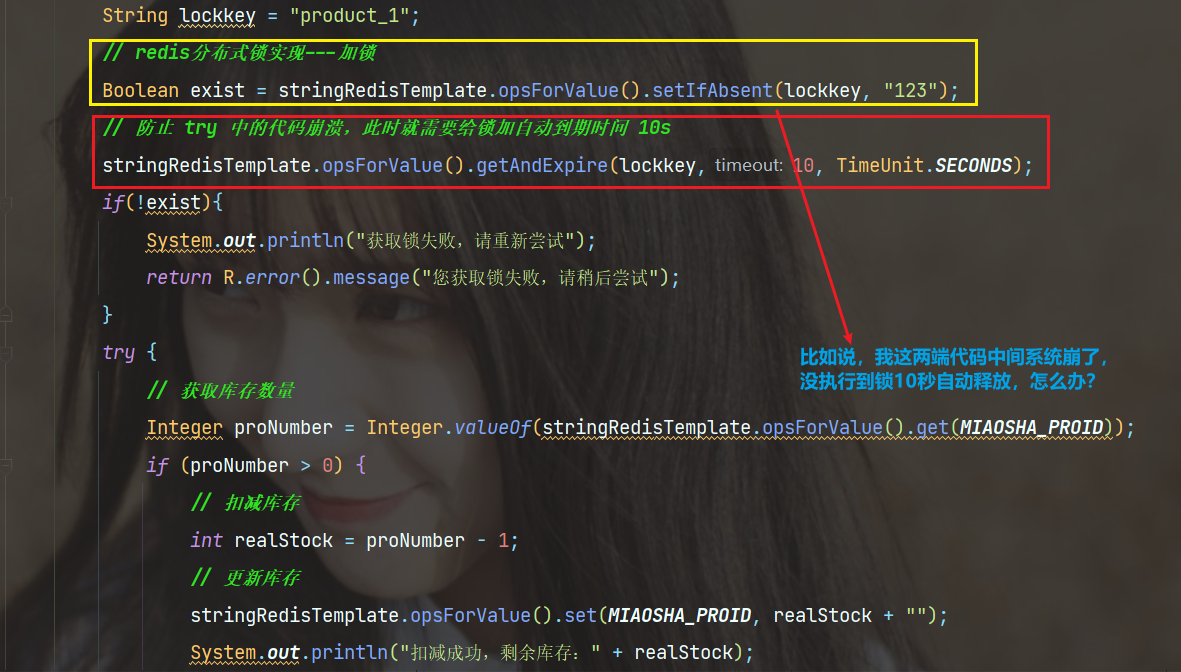 String lockkey = "product_1";
// redis分布式锁实现---加锁
Boolean exist = stringRedisTemplate.opsForValue().setIfAbsent(lockkey, "123");
// 防止 try 中的代码崩溃，此时就需要给锁加自动到期时间 10s
stringRedisTemplate.opsForValue().getAndExpire(lockkey, timeout: 10, TimeUnit.SECONDS);
if(!exist){
System.out.println("获取锁失败，请重新尝试");
return R.error().message("您获取锁失败，请稍后尝试");
}
比如说，我这两端代码中间系统崩了，
没执行到锁10秒自动释放，怎么办?
try {
// 获取库存数量
Integer proNumber = Integer.valueOf(stringRedisTemplate.opsForValue().get(MIAOSHA_PROID));
if (proNumber > 0) {
// 扣减库存
int realStock = proNumber - 1;
// 更新库存
stringRedisTemplate.opsForValue().set(MIAOSHA_PROID, realStock + "");
System.out.println("扣减成功，剩余库存：" + realStock);